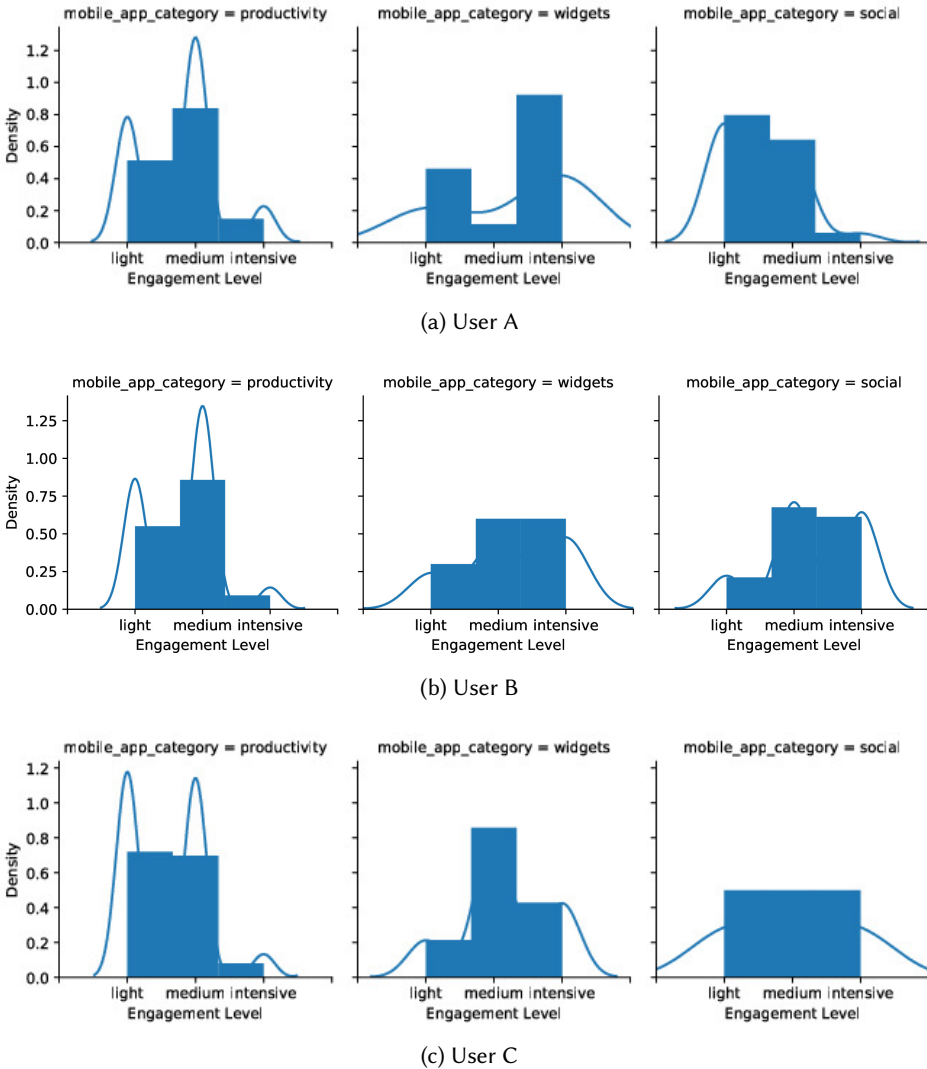 mobile_app_category = productivity mobile_app_category = widgets mobile_app_category = social
1.2
1.0
0.8
0.6
0.4
0.2
0.0
Density
light medium intensive light medium intensive light medium intensive
Engagement Level Engagement Level Engagement Level
(a) User A
mobile_app_category = productivity mobile_app_category = widgets mobile_app_category = social
1.25
1.00
0.75
0.50
0.25
0.00
Density
light medium intensive light medium intensive light medium intensive
Engagement Level Engagement Level Engagement Level
(b) User B
mobile_app_category = productivity mobile_app_category = widgets mobile_app_category = social
1.2
1.0
0.8
0.6
0.4
0.2
0.0
Density
light medium intensive light medium intensive light medium intensive
Engagement Level Engagement Level Engagement Level
(c) User C